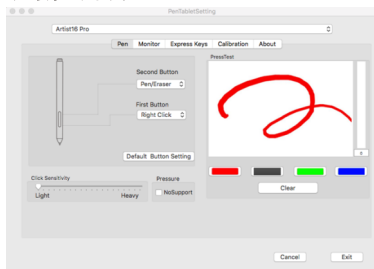 PenTabletSetting
Artist16 Pro
Pen Monitor Express Keys Calibration About
Second Button
Pen/Eraser
First Button
Right Click
Default Button Setting
Click Sensitivity
Light Heavy
Pressure
NoSupport
PressTest
Clear
Cancel Exit